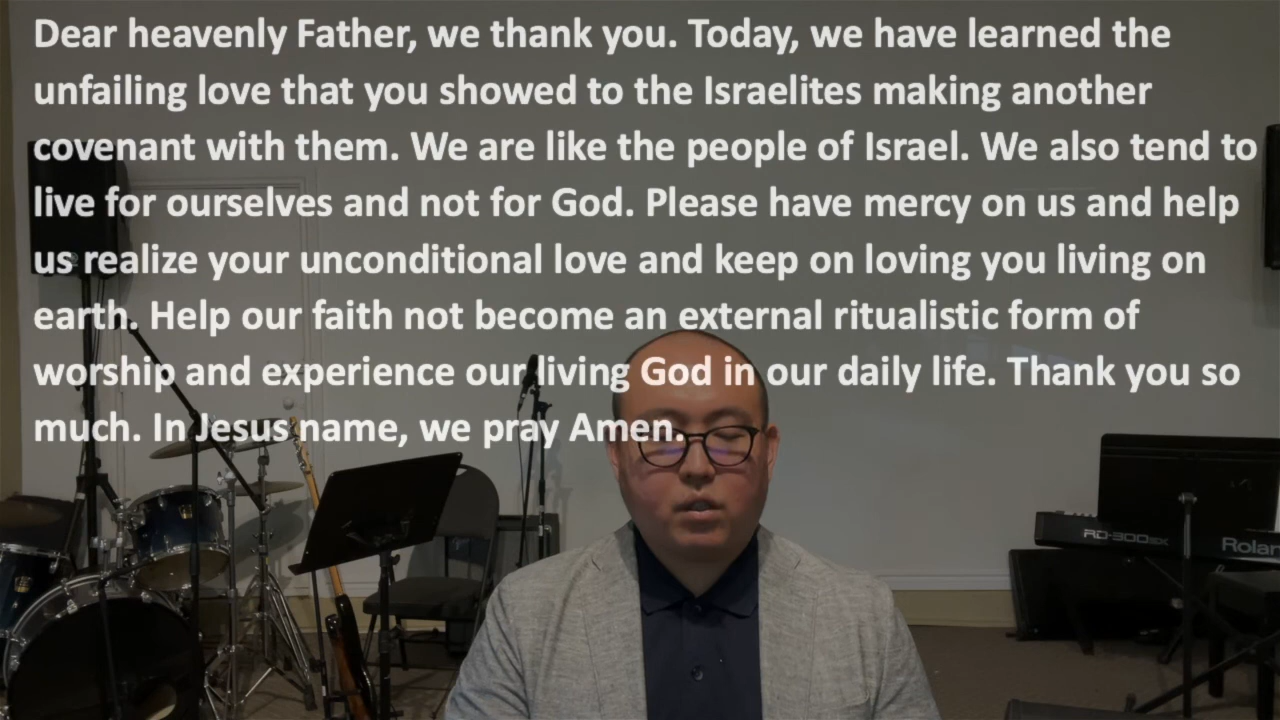 Dear heavenly Father, we thank you. Today, we have learned the
unfailing love that you showed to the Israelites making another
covenant with them. We are like the people of Israel. We also tend to
live for ourselves and not for God. Please have mercy on us and help
us realize your unconditional love and keep on loving you living on
earth. Help our faith not become an external ritualistic form of
worship and experience our living God in our daily life. Thank you so
much. In Jesus name, we pray Amen.
RD-300SX Rolan